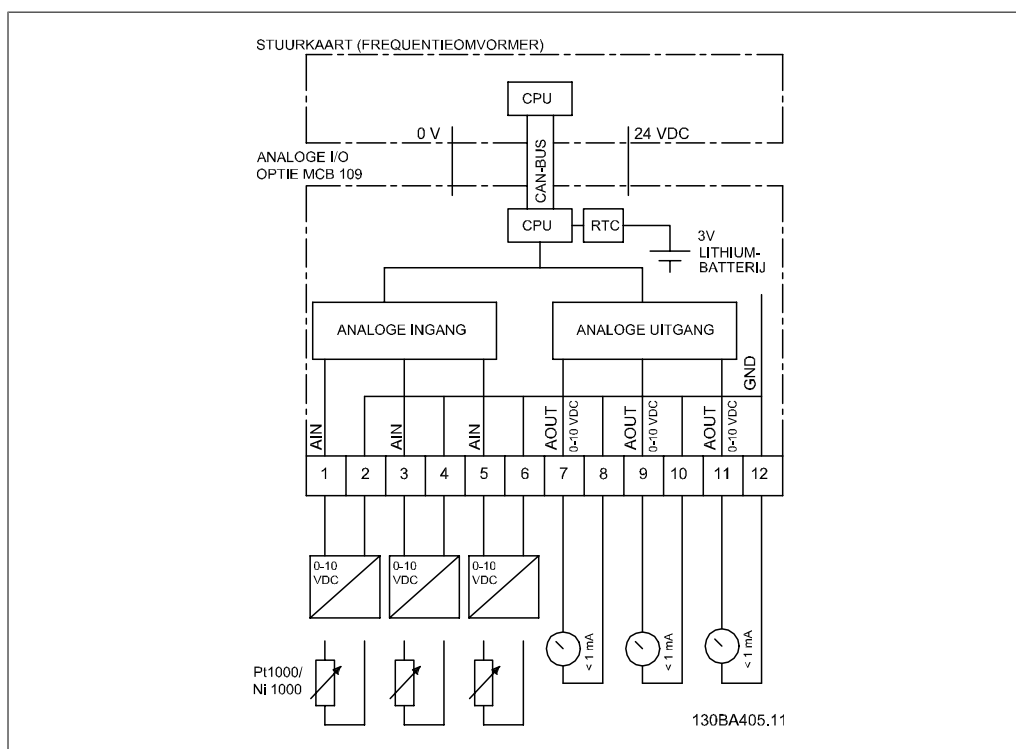 STUURKAART (FREQUENTIEOMVORMER)
CPU
0 V
24 VDC
CAN-BUS
ANALOGE I/O
OPTIE MCB 109
CPU
RTC
3V
LITHIUM-
BATTERIJ
ANALOGE INGANG
ANALOGE UITGANG
GND
AIN
AIN
AIN
AOUT
0-10 VDC
AOUT
0-10 VDC
AOUT
0-10 VDC
1
2
3
4
5
6
7
8
9
10
11
12
0-10
VDC
0-10
VDC
0-10
VDC
< 1 mA
< 1 mA
< 1 mA
Pt1000/
Ni 1000
130BA405.11